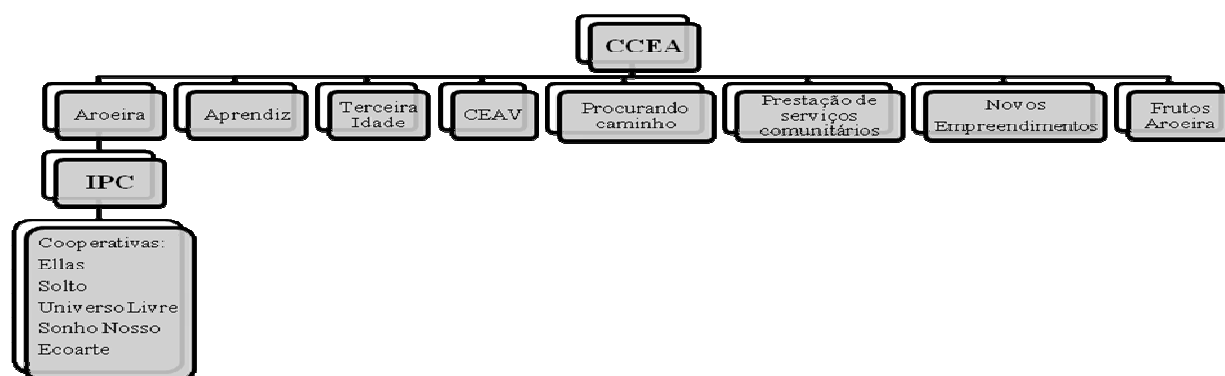 CCEA
Aroeira
Aprendiz
Terceira
Idade
CEAV
Procurando
caminho
Prestação de
serviços
comunitários
Novos
Empreendimentos
Frutos
Aroeira
IPC
Cooperativas:
Ellas
Solto
Universo Livre
Sonho Nosso
Ecoarte